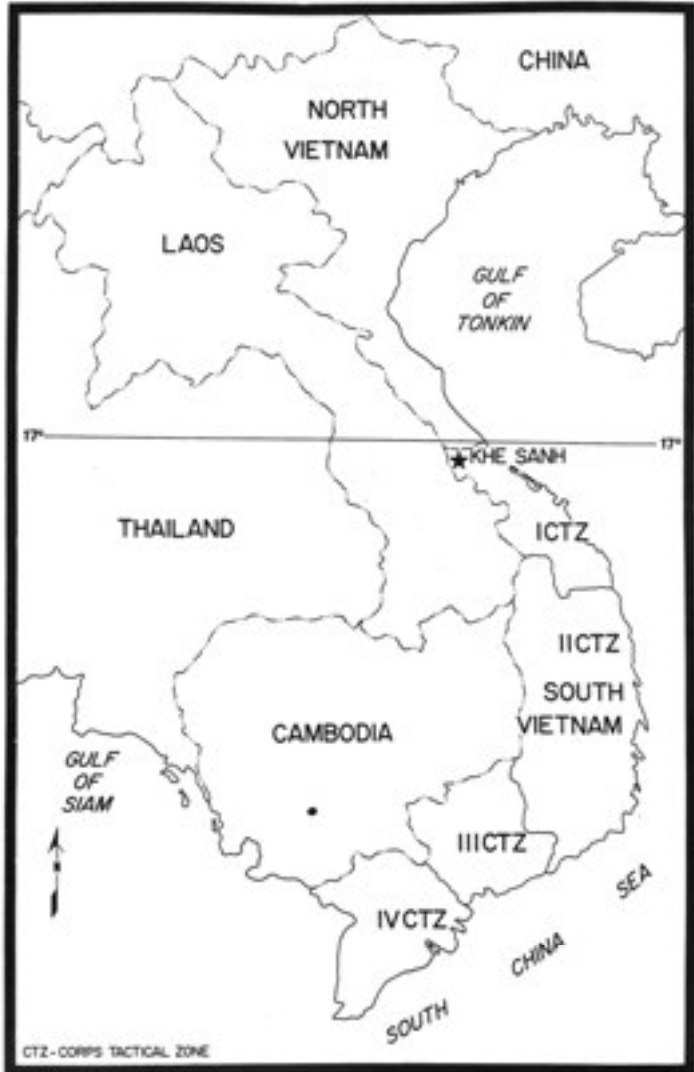 CHINA
NORTH
VIETNAM
LAOS
GULF
OF
TONKIN
17°
17°
KHE SANH
THAILAND
ICTZ
IICTZ
SOUTH
VIETNAM
CAMBODIA
GULF
OF
SIAM
IIICTZ
IVCTZ
SOUTH CHINA SEA
CTZ-CORPS TACTICAL ZONE